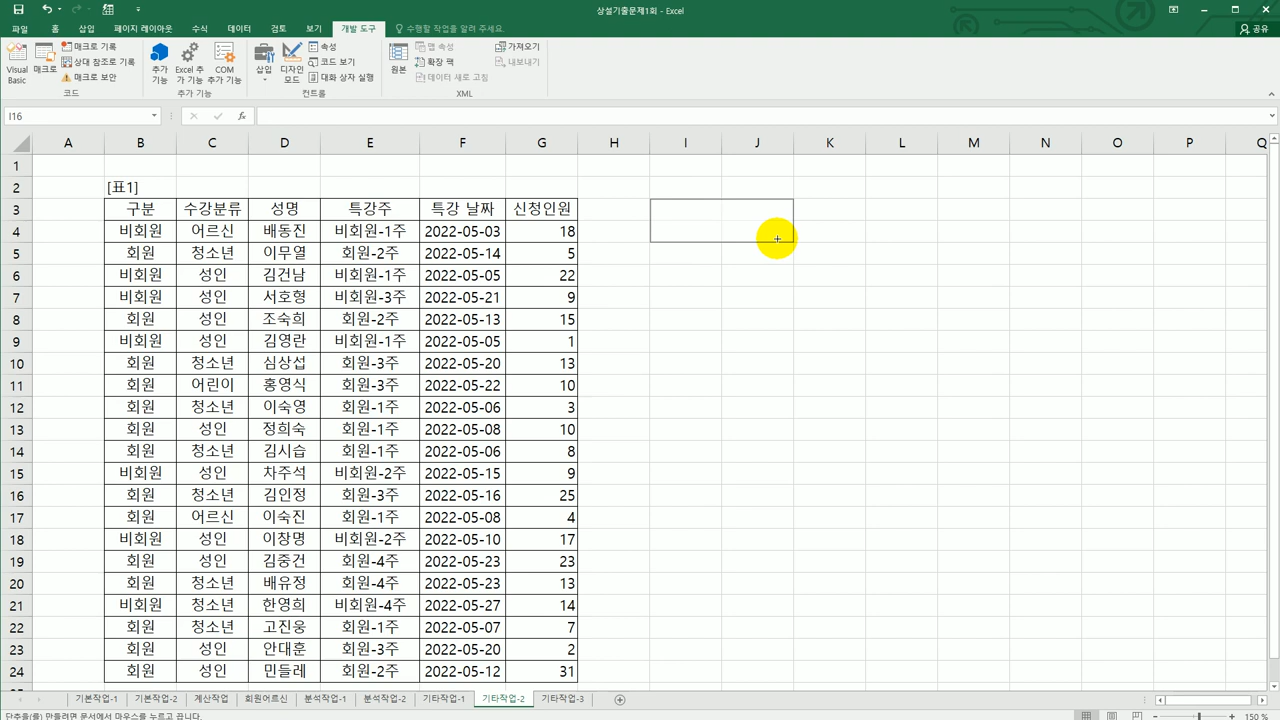 상설기출문제1회 - Excel
파일 홈 삽입 페이지 레이아웃 수식 데이터 검토 보기 개발 도구 수행할 작업을 알려 주세요. 공유
Visual Basic 매크로 매크로 기록 상대 참조로 기록 매크로 보안 코드
추가 기능 Excel 추가 기능 COM 추가 기능 추가 기능
삽입 디자인 모드 속성 코드 보기 대화 상자 실행 컨트롤
원본 맵 속성 확장 팩 데이터 새로 고침 가져오기 내보내기 XML
I16 fx
A B C D E F G H I J K L M N O P Q
1
2 [표1]
3 구분 수강분류 성명 특강주 특강 날짜 신청인원
4 비회원 어르신 배동진 비회원-1주 2022-05-03 18
5 회원 청소년 이무열 회원-2주 2022-05-14 5
6 비회원 성인 김건남 비회원-1주 2022-05-05 22
7 비회원 성인 서호형 비회원-3주 2022-05-21 9
8 회원 성인 조숙희 회원-2주 2022-05-13 15
9 비회원 성인 김영란 비회원-1주 2022-05-05 1
10 회원 청소년 심상섭 회원-3주 2022-05-20 13
11 회원 어린이 홍영식 회원-3주 2022-05-22 10
12 회원 청소년 이숙영 회원-1주 2022-05-06 3
13 회원 성인 정희숙 회원-1주 2022-05-08 10
14 회원 청소년 김시습 회원-1주 2022-05-06 8
15 비회원 성인 차주석 비회원-2주 2022-05-15 9
16 회원 청소년 김인정 회원-3주 2022-05-16 25
17 회원 어르신 이숙진 회원-1주 2022-05-08 4
18 비회원 성인 이창명 비회원-2주 2022-05-10 17
19 회원 성인 김중건 회원-4주 2022-05-23 23
20 회원 청소년 배유정 회원-4주 2022-05-23 13
21 비회원 청소년 한영희 비회원-4주 2022-05-27 14
22 회원 청소년 고진웅 회원-1주 2022-05-07 7
23 회원 성인 안대훈 회원-3주 2022-05-20 2
24 회원 성인 민들레 회원-2주 2022-05-12 31
기본작업-1 기본작업-2 계산작업 회원어르신 분석작업-1 분석작업-2 기타작업-1 기타작업-2 기타작업-3
단추을(를) 만들려면 문서에서 마우스를 누르고 끕니다. 150 %